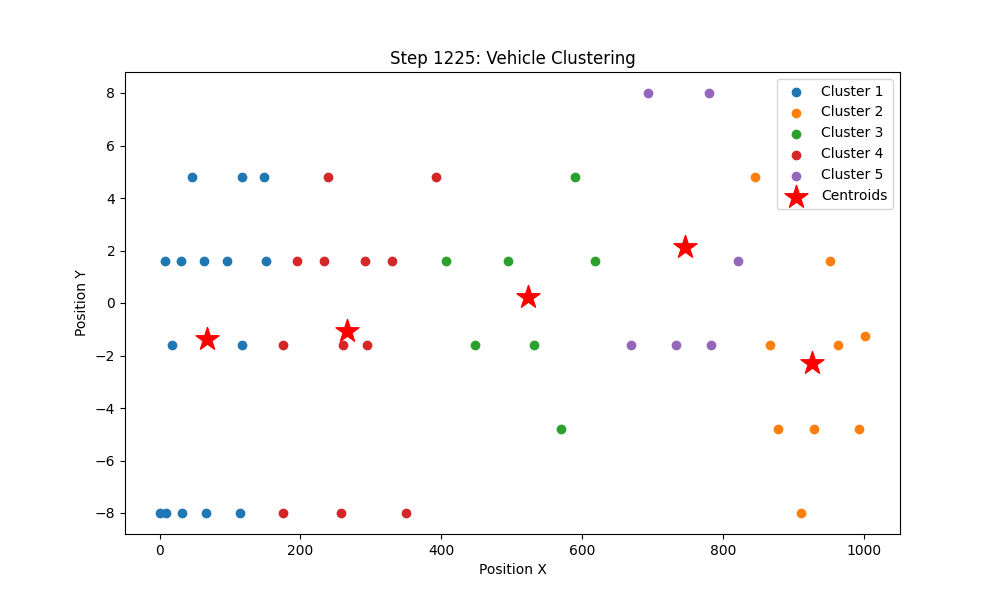 Step 1225: Vehicle Clustering
Cluster 1
Cluster 2
Cluster 3
Cluster 4
Cluster 5
Centroids
8
6
4
2
0
−2
−4
−6
−8
Position Y
0
200
400
600
800
1000
Position X